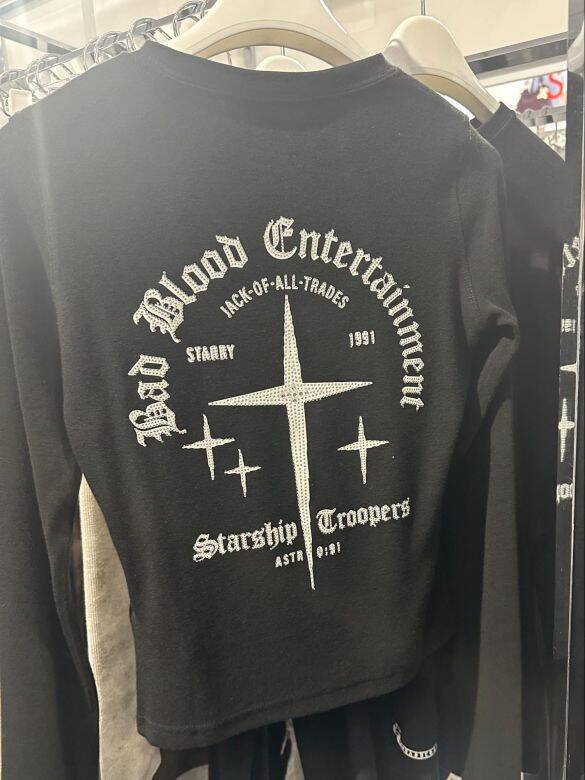 Bad Blood Entertainment
JACK-OF-ALL-TRADES
STARRY
1991
Starship Troopers
ASTR 0:91